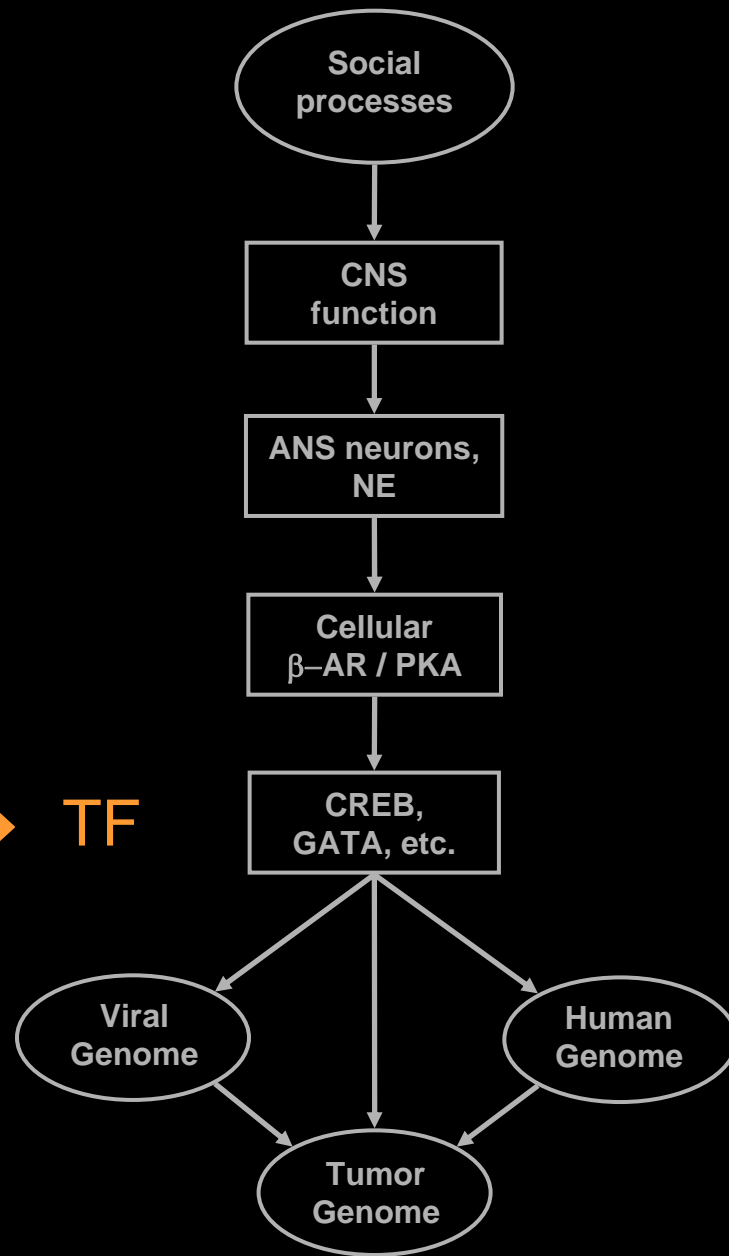 Social
processes
CNS
function
ANS neurons,
NE
Cellular
β–AR / PKA
TF
CREB,
GATA, etc.
Viral
Genome
Human
Genome
Tumor
Genome